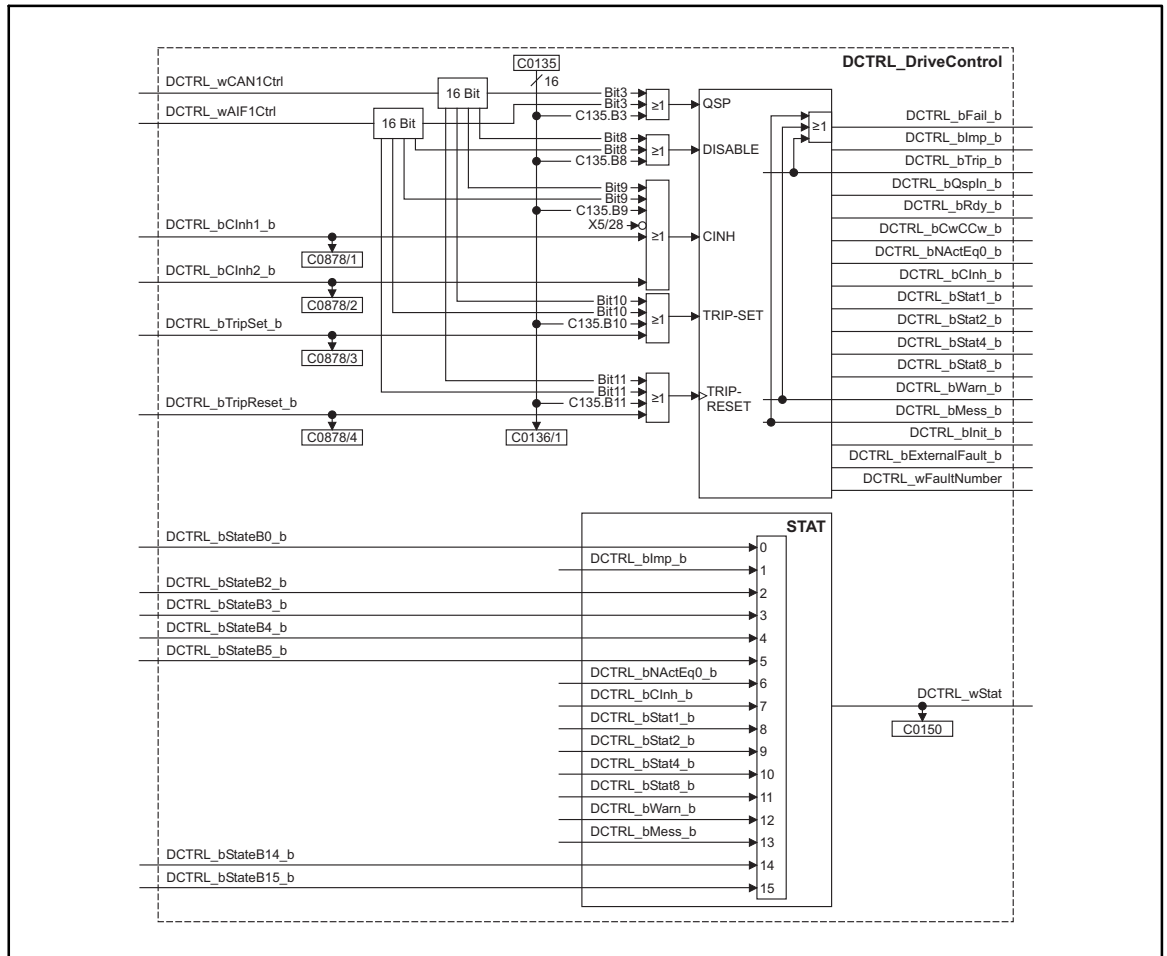 DCTRL_DriveControl
C0135
16
DCTRL_wCAN1Ctrl
16 Bit
DCTRL_wAIF1Ctrl
16 Bit
Bit3
Bit3
C135.B3
≥1
QSP
Bit8
Bit8
C135.B8
≥1
DISABLE
Bit9
Bit9
C135.B9
X5/28
≥1
CINH
DCTRL_bCInh1_b
C0878/1
DCTRL_bCInh2_b
C0878/2
Bit10
Bit10
C135.B10
≥1
TRIP-SET
DCTRL_bTripSet_b
C0878/3
Bit11
Bit11
C135.B11
≥1
TRIP-
RESET
DCTRL_bTripReset_b
C0878/4
C0136/1
≥1
DCTRL_bFail_b
DCTRL_bImp_b
DCTRL_bTrip_b
DCTRL_bQspIn_b
DCTRL_bRdy_b
DCTRL_bCwCCw_b
DCTRL_bNActEq0_b
DCTRL_bCInh_b
DCTRL_bStat1_b
DCTRL_bStat2_b
DCTRL_bStat4_b
DCTRL_bStat8_b
DCTRL_bWarn_b
DCTRL_bMess_b
DCTRL_bInit_b
DCTRL_bExternalFault_b
DCTRL_wFaultNumber
STAT
DCTRL_bStateB0_b
0
DCTRL_bImp_b
1
DCTRL_bStateB2_b
2
DCTRL_bStateB3_b
3
DCTRL_bStateB4_b
4
DCTRL_bStateB5_b
5
DCTRL_bNActEq0_b
6
DCTRL_bCInh_b
7
DCTRL_bStat1_b
8
DCTRL_bStat2_b
9
DCTRL_bStat4_b
10
DCTRL_bStat8_b
11
DCTRL_bWarn_b
12
DCTRL_bMess_b
13
DCTRL_bStateB14_b
14
DCTRL_bStateB15_b
15
DCTRL_wStat
C0150